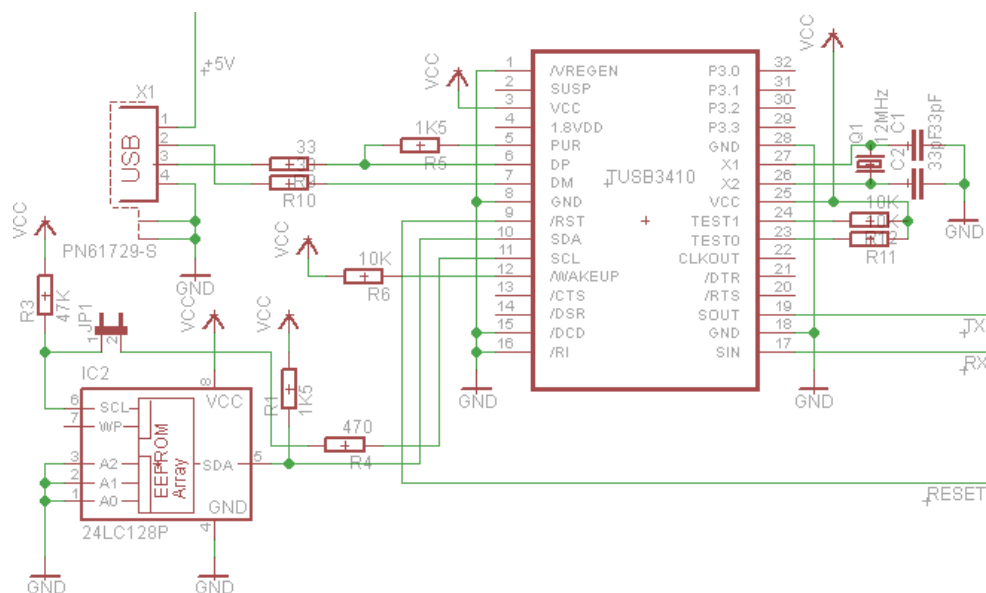 +5V
X1
USB
1
2
3
4
PN61729-S
GND
VCC
R3
47K
JP1
1
2
VCC
VCC
R1
1K5
IC2
24LC128P
6
7
3
2
1
SCL
WP
A2
A1
A0
EEPROM
Array
8
VCC
SDA
5
GND
4
GND
GND
470
R4
VCC
10K
R6
33
R10
1K5
R5
VCC
TUSB3410
1 /VREGEN
2 SUSP
3 VCC
4 1.8VDD
5 PUR
6 DP
7 DM
8 GND
9 /RST
10 SDA
11 SCL
12 /WAKEUP
13 /CTS
14 /DSR
15 /DCD
16 /RI
P3.0 32
P3.1 31
P3.2 30
P3.3 29
GND 28
X1 27
X2 26
VCC 25
TEST1 24
TEST0 23
CLKOUT 22
/DTR 21
/RTS 20
SOUT 19
GND 18
SIN 17
GND
GND
VCC
Q1
12MHz
C1
33pF
C2
33pF
GND
10K
10K
R12
R11
TX
RX
RESET